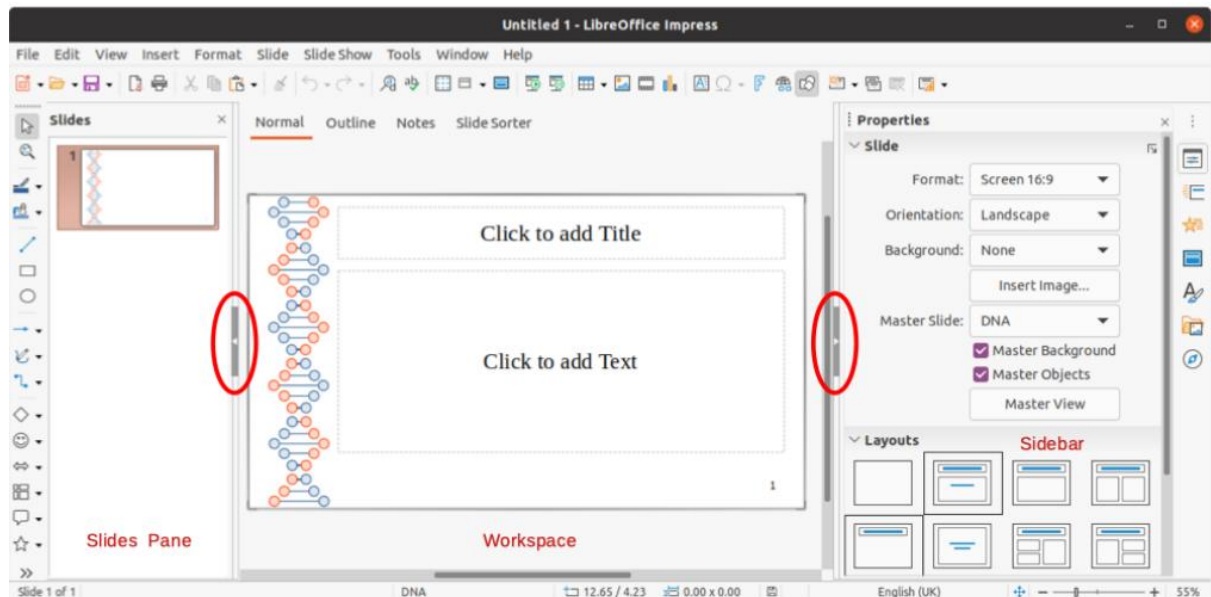 Untitled 1 - LibreOffice Impress
File Edit View Insert Format Slide Slide Show Tools Window Help
Slides
Normal Outline Notes Slide Sorter
Properties
Slide
1
Format: Screen 16:9
Orientation: Landscape
Background: None
Insert Image...
Master Slide: DNA
Master Background
Master Objects
Master View
Click to add Title
Click to add Text
1
Layouts
Sidebar
Slides Pane
Workspace
Slide 1 of 1 DNA 12.65 / 4.23 0.00 x 0.00 English (UK) 55%